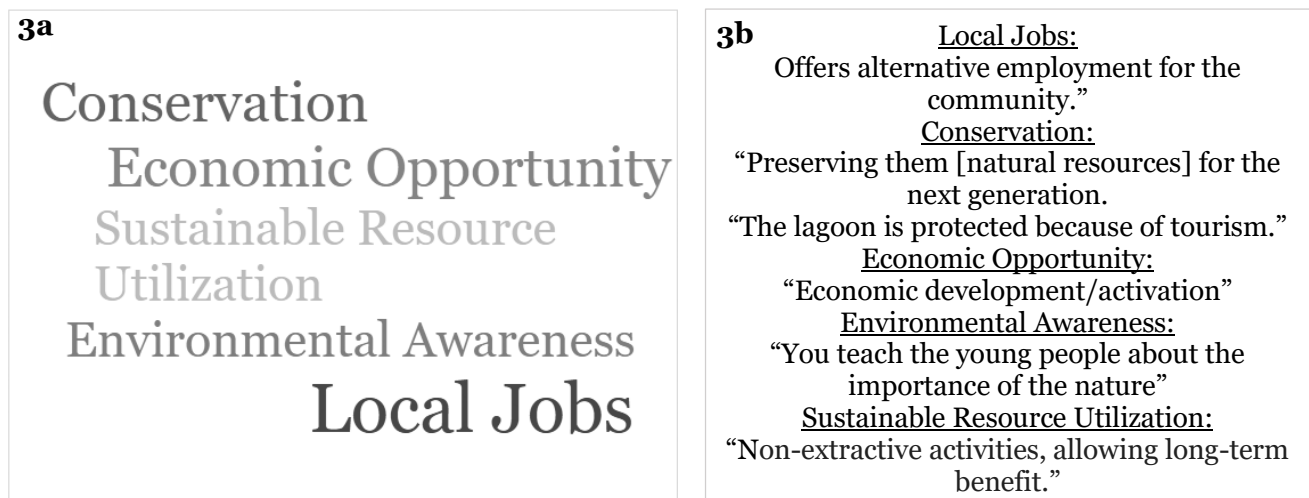 3a
Conservation
Economic Opportunity
Sustainable Resource
Utilization
Environmental Awareness
Local Jobs
3b
Local Jobs:
Offers alternative employment for the
community.”
Conservation:
“Preserving them [natural resources] for the
next generation.
“The lagoon is protected because of tourism.”
Economic Opportunity:
“Economic development/activation”
Environmental Awareness:
“You teach the young people about the
importance of the nature”
Sustainable Resource Utilization:
“Non-extractive activities, allowing long-term
benefit.”